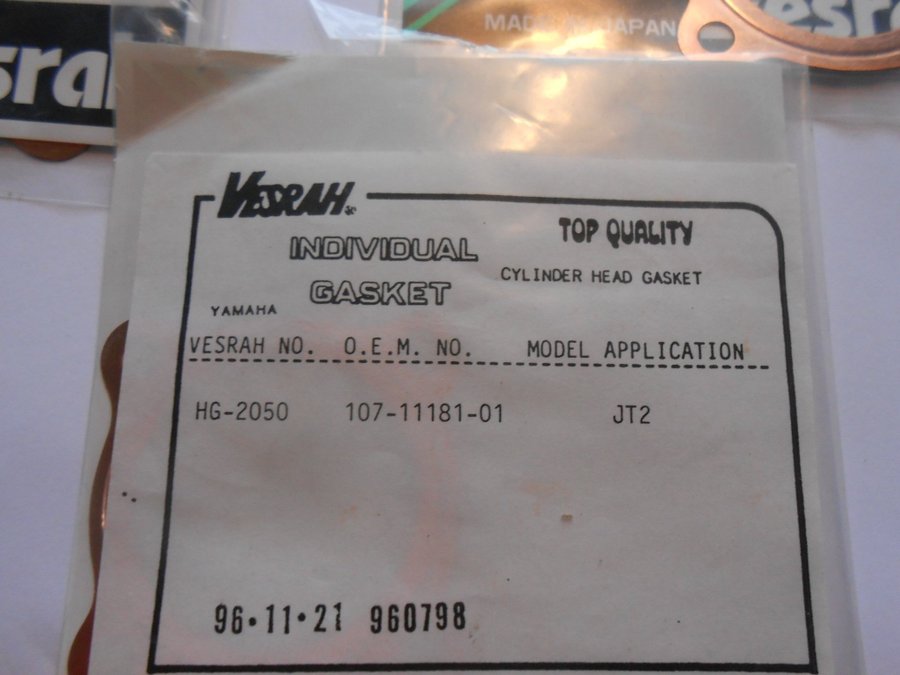 MADE IN JAPAN
esra
srah
VESRAH
TOP QUALITY
INDIVIDUAL
CYLINDER HEAD GASKET
GASKET
YAMAHA
VESRAH NO. O.E.M. NO. MODEL APPLICATION
HG-2050 107-11181-01 JT2
96·11·21 960798